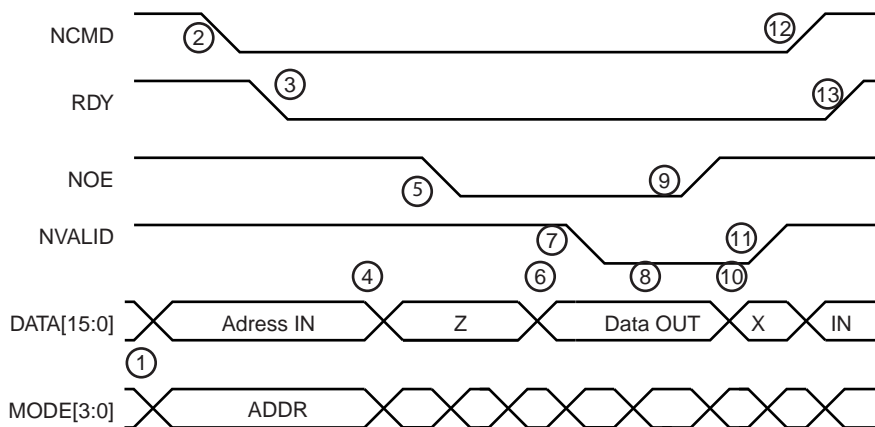 NCMD
2
12
RDY
3
13
NOE
5
9
NVALID
7
11
4
6
8
10
DATA[15:0]
Adress IN
Z
Data OUT
X
IN
1
MODE[3:0]
ADDR